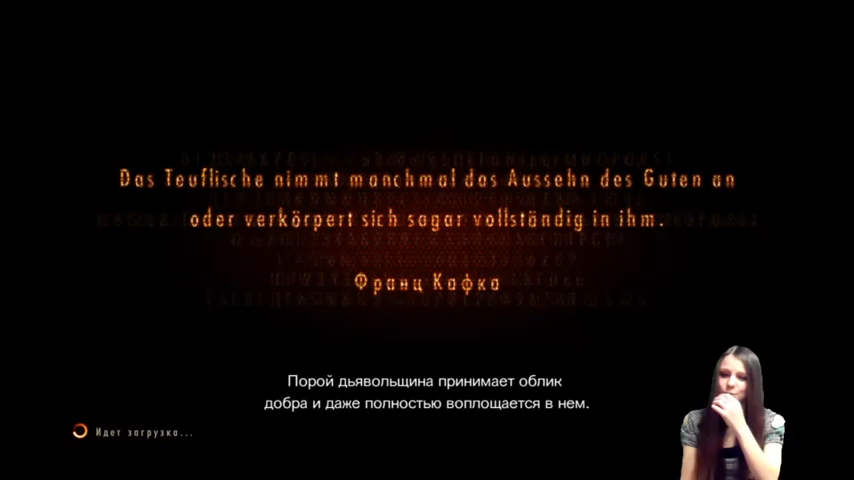 Das Teuflische nimmt manchmal das Aussehn des Guten an
oder verkörpert sich sagar vollständig in ihm.
Франц Кафка
Порой дьявольщина принимает облик
добра и даже полностью воплощается в нем.
Идет загрузка...